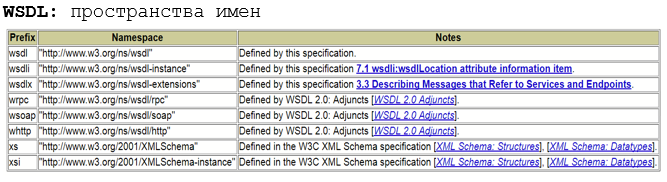 WSDL: пространства имен
Prefix Namespace Notes
wsdl "http://www.w3.org/ns/wsdl" Defined by this specification.
wsdli "http://www.w3.org/ns/wsdl-instance" Defined by this specification 7.1 wsdli:wsdlLocation attribute information item.
wsdlx "http://www.w3.org/ns/wsdl-extensions" Defined by this specification 3.3 Describing Messages that Refer to Services and Endpoints.
wrpc "http://www.w3.org/ns/wsdl/rpc" Defined by WSDL 2.0: Adjuncts [WSDL 2.0 Adjuncts].
wsoap "http://www.w3.org/ns/wsdl/soap" Defined by WSDL 2.0: Adjuncts [WSDL 2.0 Adjuncts].
whttp "http://www.w3.org/ns/wsdl/http" Defined by WSDL 2.0: Adjuncts [WSDL 2.0 Adjuncts].
xs "http://www.w3.org/2001/XMLSchema" Defined in the W3C XML Schema specification [XML Schema: Structures], [XML Schema: Datatypes].
xsi "http://www.w3.org/2001/XMLSchema-instance" Defined in the W3C XML Schema specification [XML Schema: Structures], [XML Schema: Datatypes].